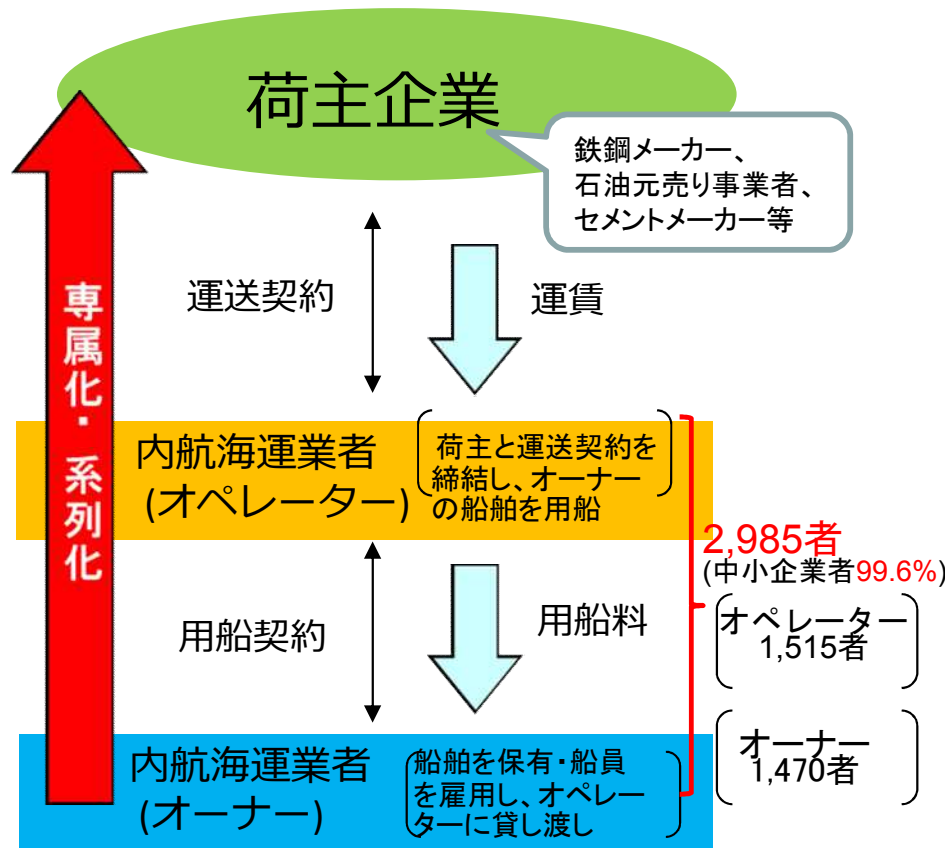 荷主企業
鉄鋼メーカー、
石油元売り事業者、
セメントメーカー等
運送契約
運賃
専属化・系列化
内航海運業者
(オペレーター)
荷主と運送契約を
締結し、オーナー
の船舶を用船
2,985者
(中小企業者99.6%)
オペレーター
1,515者
オーナー
1,470者
用船契約
用船料
内航海運業者
(オーナー)
船舶を保有・船員
を雇用し、オペレー
ターに貸し渡し